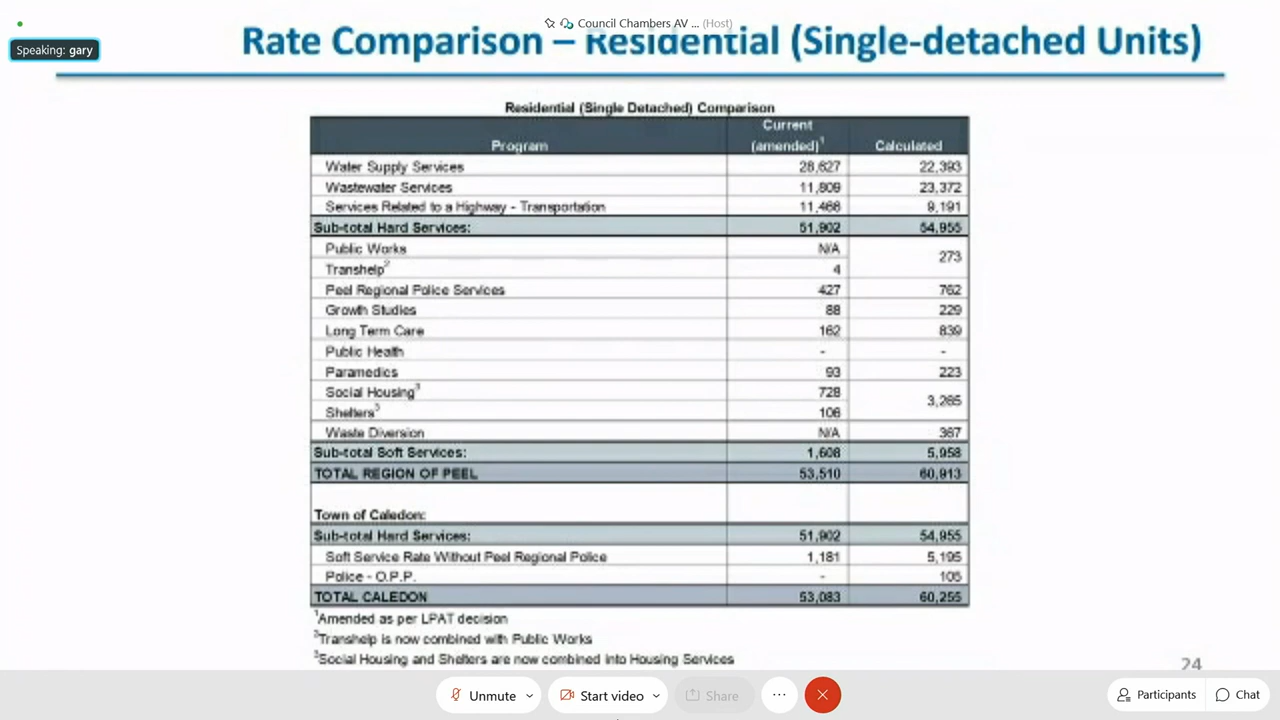 Council Chambers AV ... (Host)
Speaking: gary
Rate Comparison – Residential (Single-detached Units)
Residential (Single Detached) Comparison
Program Current (amended)1 Calculated
Water Supply Services 28,627 22,393
Wastewater Services 11,809 23,372
Services Related to a Highway - Transportation 11,466 9,191
Sub-total Hard Services: 51,902 54,955
Public Works N/A 273
Transhelp2 4
Peel Regional Police Services 427 762
Growth Studies 88 229
Long Term Care 162 839
Public Health - -
Paramedics 93 223
Social Housing3 728 3,265
Shelters3 106
Waste Diversion N/A 367
Sub-total Soft Services: 1,608 5,958
TOTAL REGION OF PEEL 53,510 60,913
Town of Caledon:
Sub-total Hard Services: 51,902 54,955
Soft Service Rate Without Peel Regional Police 1,181 5,195
Police - O.P.P. - 105
TOTAL CALEDON 53,083 60,255
1Amended as per LPAT decision
2Transhelp is now combined with Public Works
3Social Housing and Shelters are now combined into Housing Services
24
Unmute Start video Share ... Participants Chat